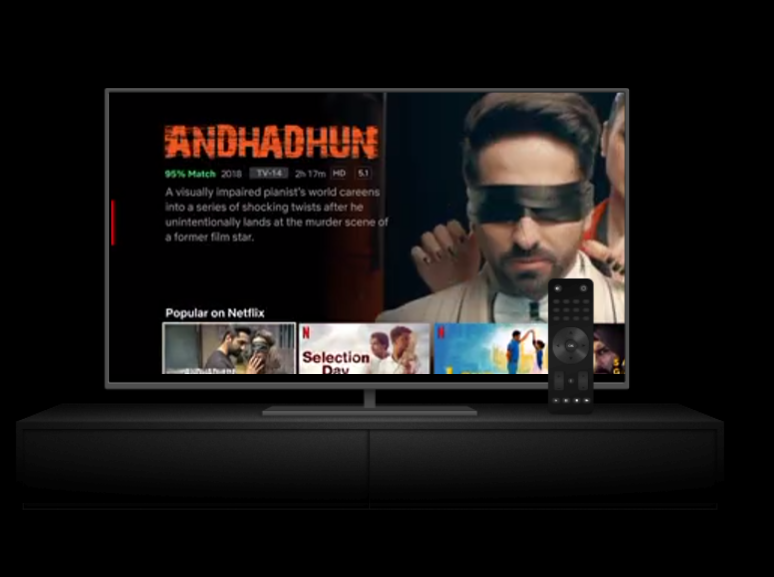 ANDHADHUN
95% Match 2018 TV-14 2h 17m HD 5.1
A visually impaired pianist's world careens
into a series of shocking twists after he
unintentionally lands at the murder scene of
a former film star.
Popular on Netflix
N
Selection
Day
N